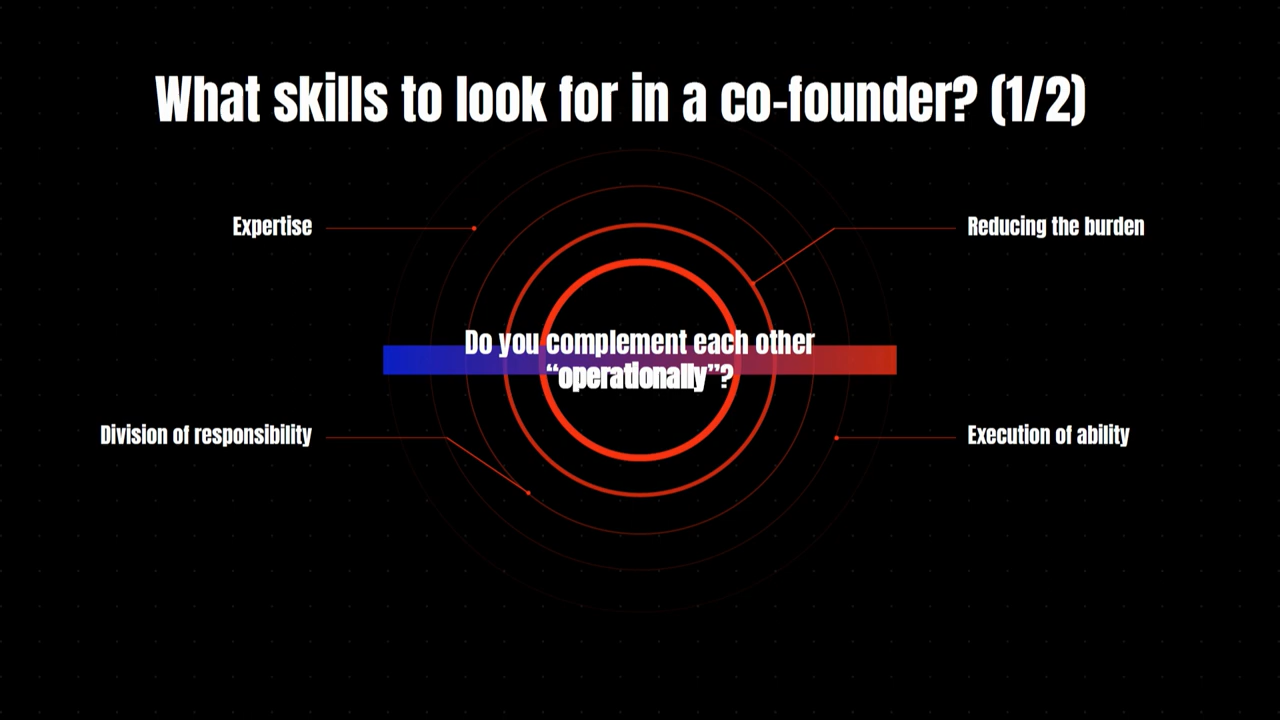 What skills to look for in a co-founder? (1/2)
Expertise
Reducing the burden
Do you complement each other
“operationally”?
Division of responsibility
Execution of ability